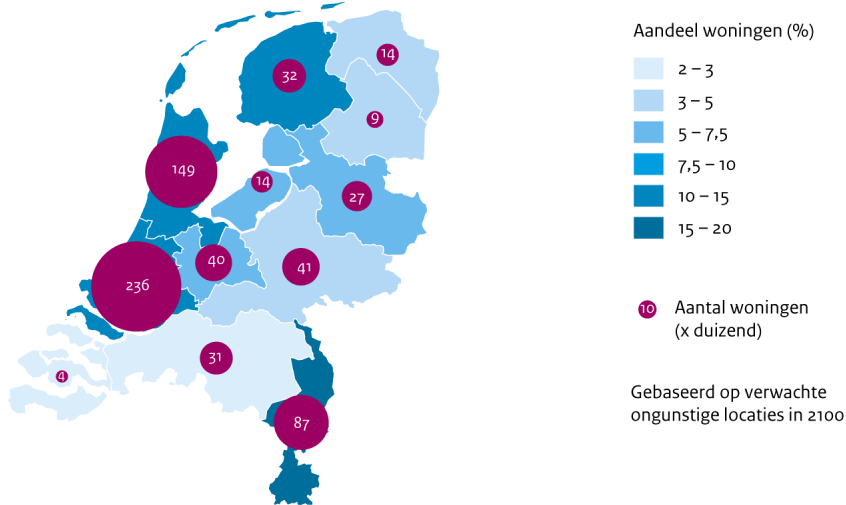 Aandeel woningen (%)
2 – 3
3 – 5
5 – 7,5
7,5 – 10
10 – 15
15 – 20
10 Aantal woningen
(x duizend)
Gebaseerd op verwachte
ongunstige locaties in 2100
14
32
9
149
14
27
40
41
236
31
4
87